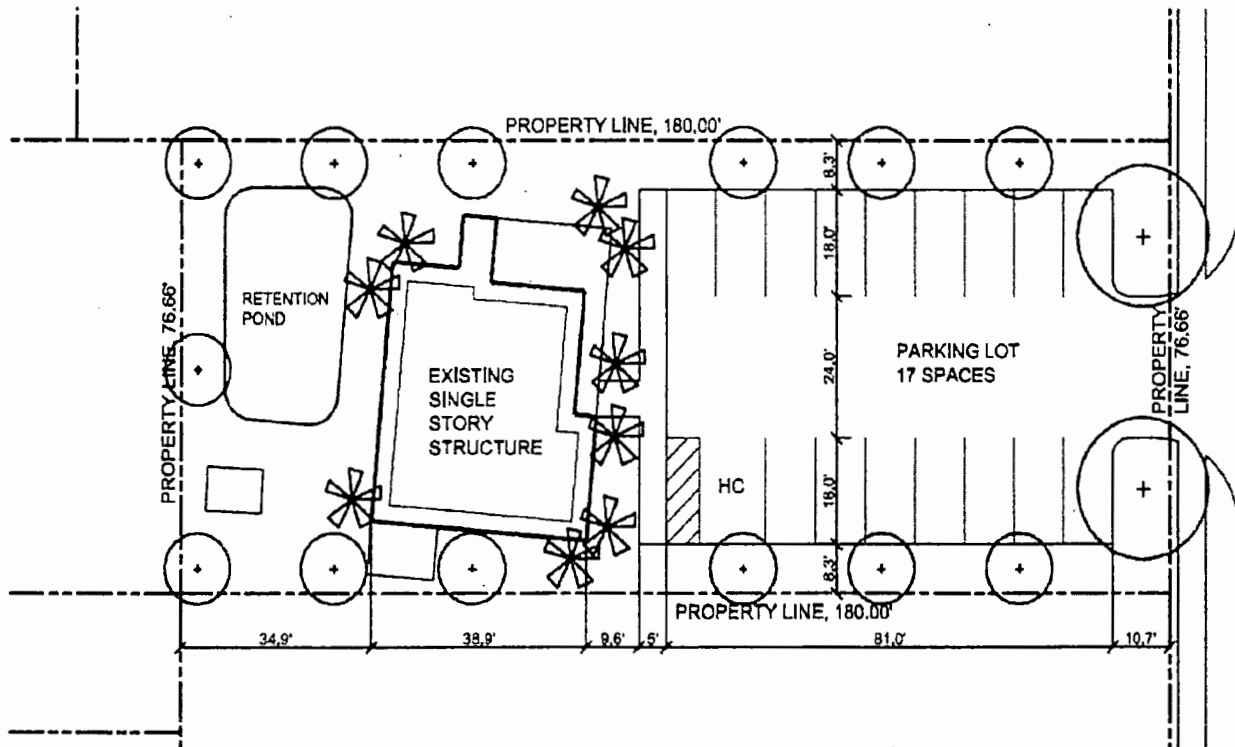 PROPERTY LINE, 180.00'
8.3'
18.0'
PROPERTY LINE, 76.66'
RETENTION
POND
EXISTING
SINGLE
STORY
STRUCTURE
24.0'
PARKING LOT
17 SPACES
PROPERTY
LINE, 76.66'
HC
18.0'
8.3'
PROPERTY LINE, 180.00'
34.9'
38.9'
9.6'
5'
81.0'
10.7'